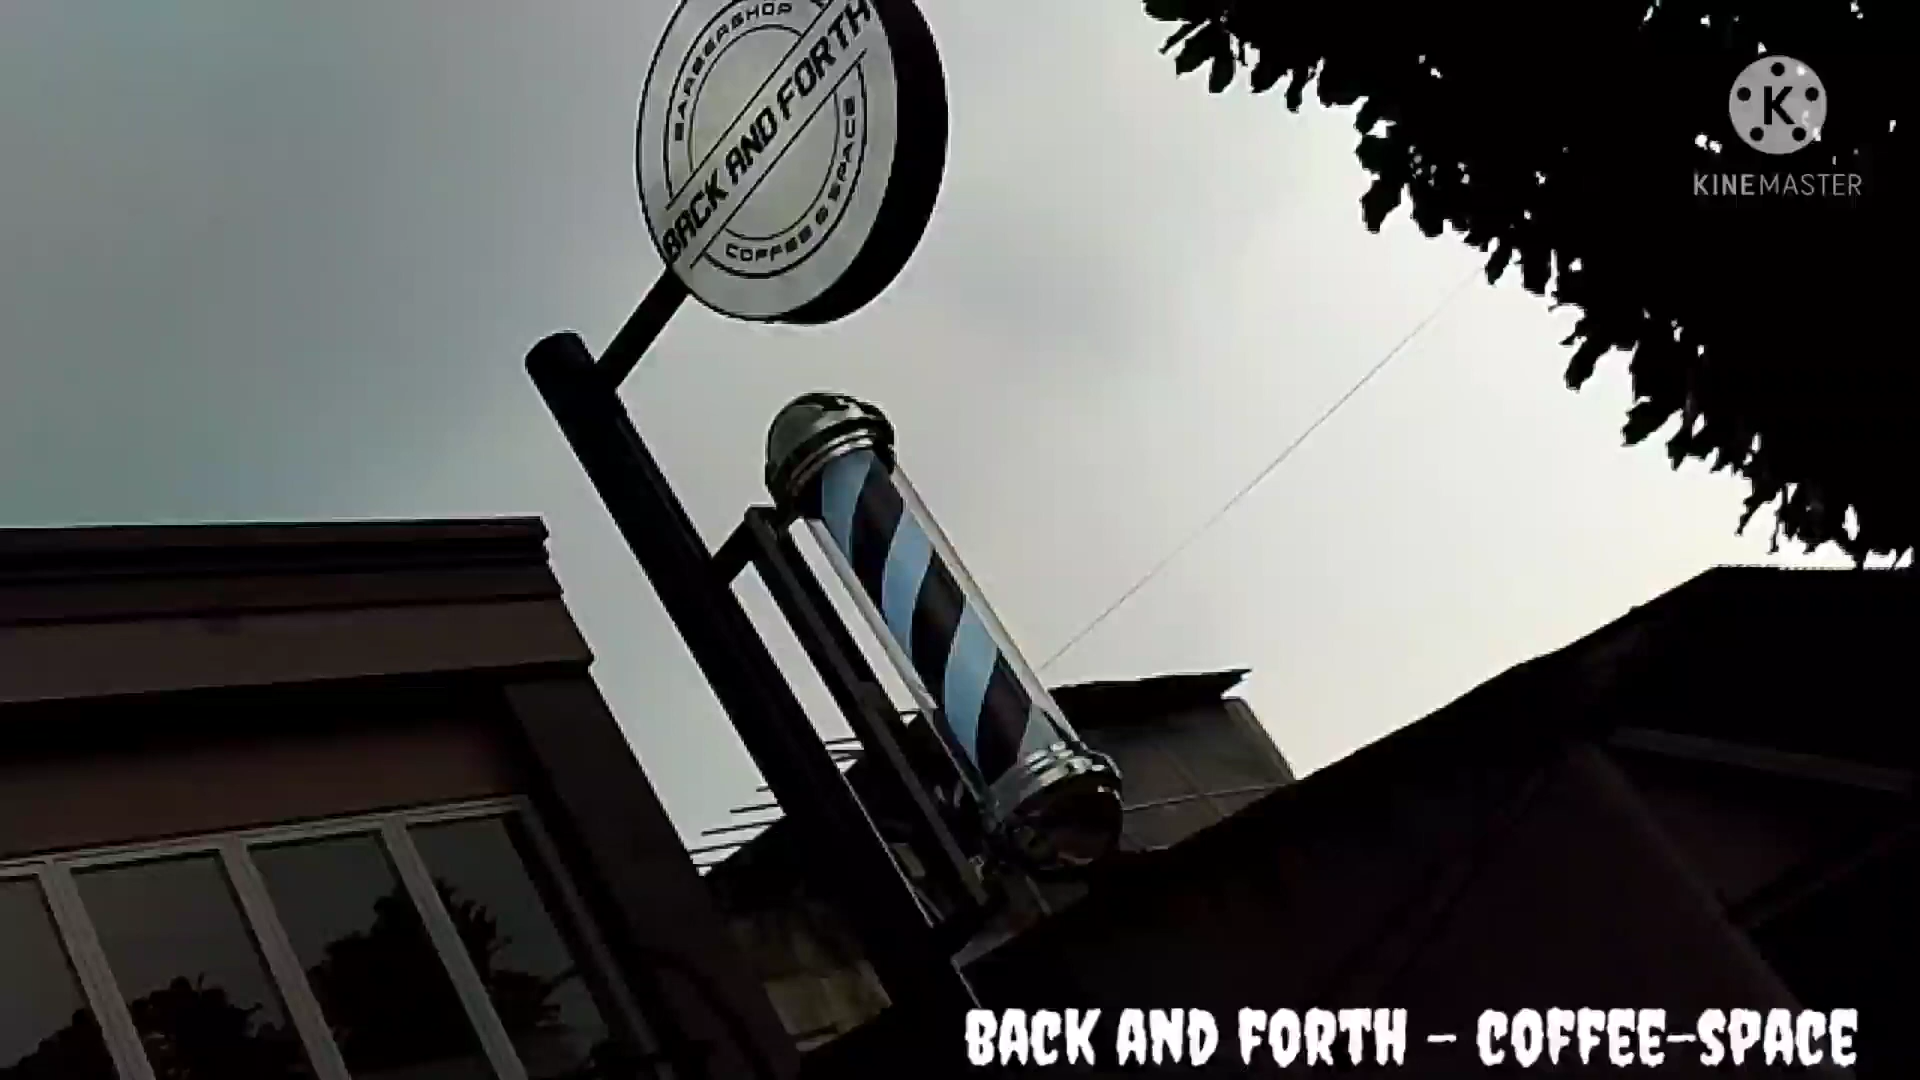 BARBERSHOP
BACK AND FORTH
COFFEE & SPACE
K
KINEMASTER
BACK AND FORTH - COFFEE-SPACE